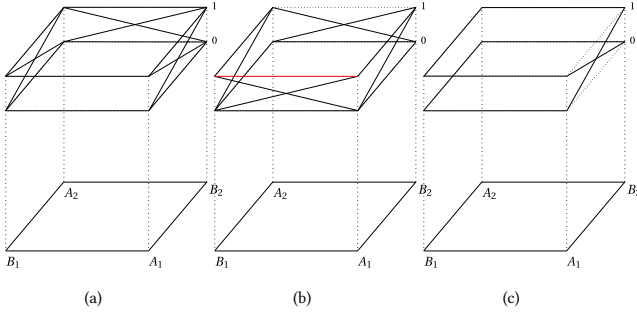 1 1 1
0 0 0
A₂ B₂ A₂ B₂ A₂ B₂
B₁ A₁ B₁ A₁ B₁ A₁
(a) (b) (c)